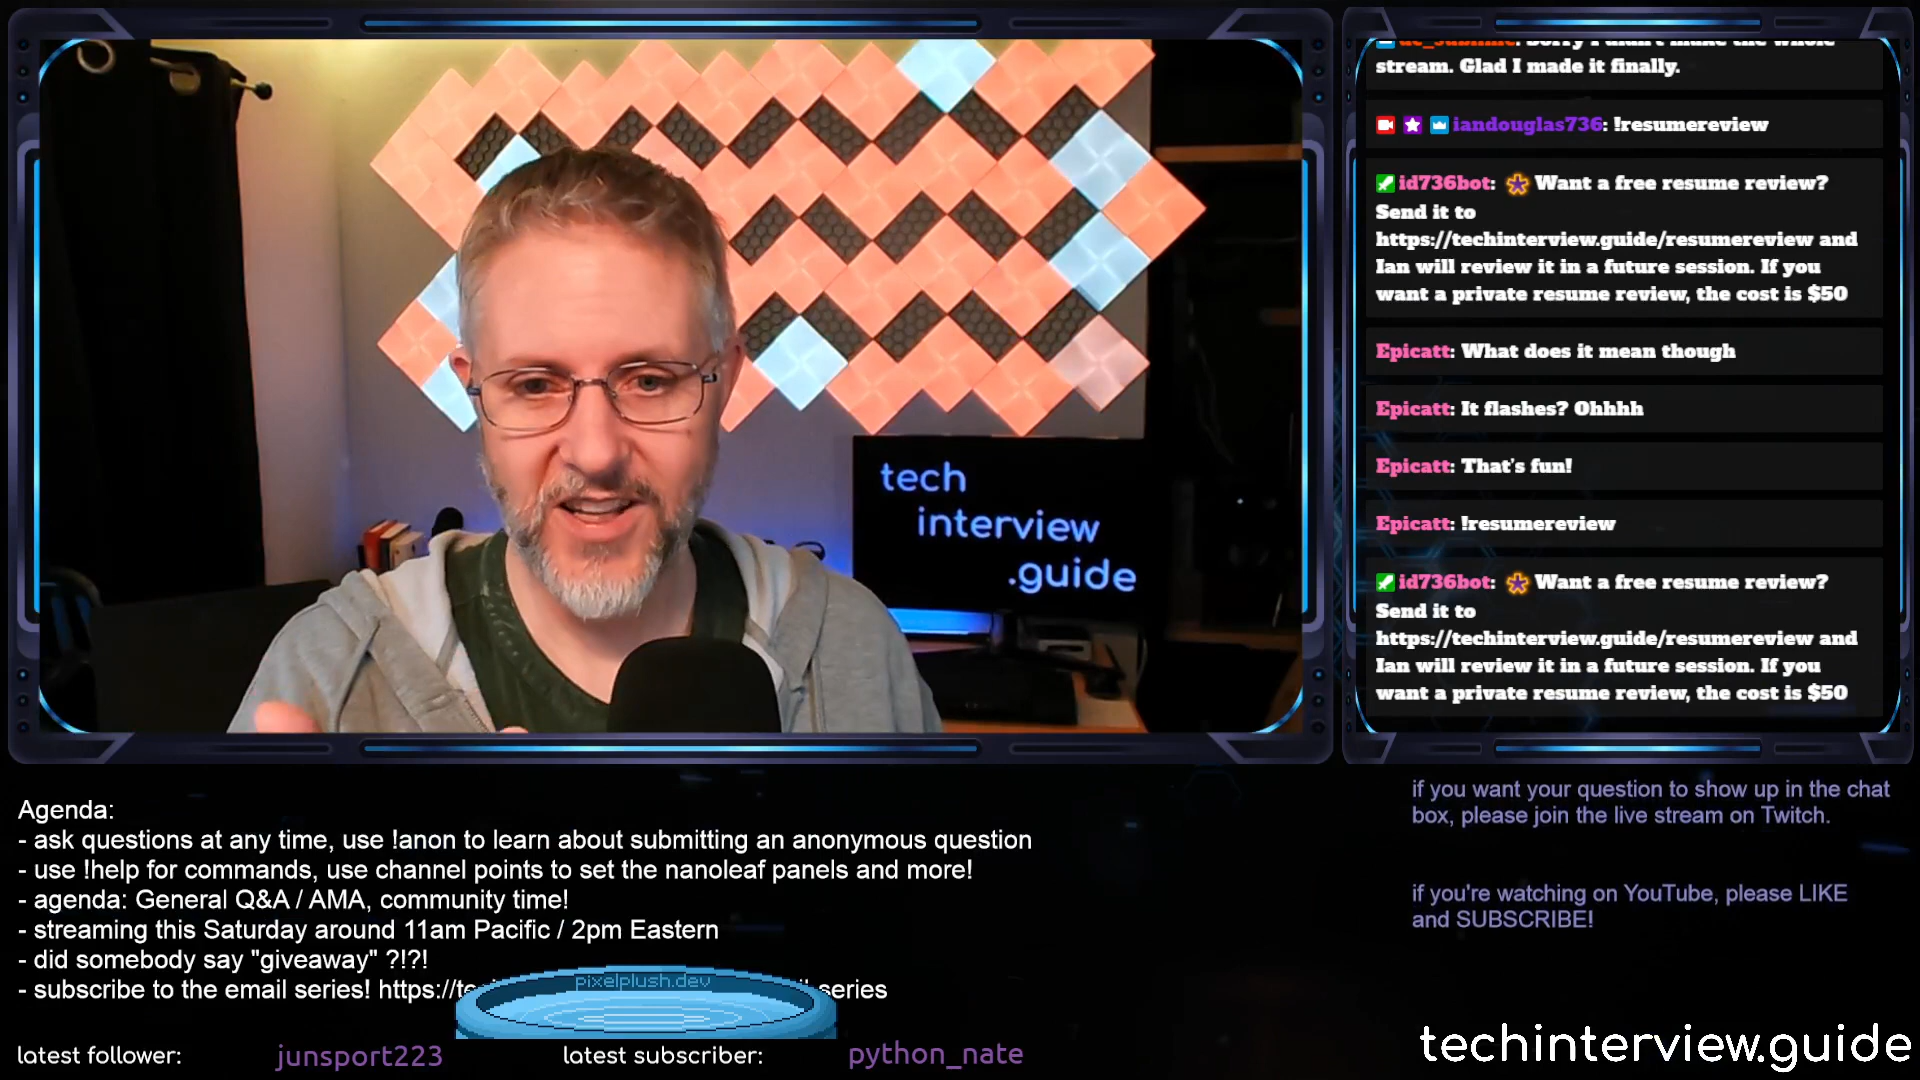 tech
interview
.guide
stream. Glad I made it finally.
iandouglas736: !resumereview
id736bot: Want a free resume review?
Send it to
https://techinterview.guide/resumereview and
Ian will review it in a future session. If you
want a private resume review, the cost is $50
Epicatt: What does it mean though
Epicatt: It flashes? Ohhhh
Epicatt: That's fun!
Epicatt: !resumereview
id736bot: Want a free resume review?
Send it to
https://techinterview.guide/resumereview and
Ian will review it in a future session. If you
want a private resume review, the cost is $50
if you want your question to show up in the chat
box, please join the live stream on Twitch.
if you're watching on YouTube, please LIKE
and SUBSCRIBE!
Agenda:
- ask questions at any time, use !anon to learn about submitting an anonymous question
- use !help for commands, use channel points to set the nanoleaf panels and more!
- agenda: General Q&A / AMA, community time!
- streaming this Saturday around 11am Pacific / 2pm Eastern
- did somebody say "giveaway" ?!?!
- subscribe to the email series! series
pixelplush.dev
latest follower: junsport223 latest subscriber: python_nate
techinterview.guide